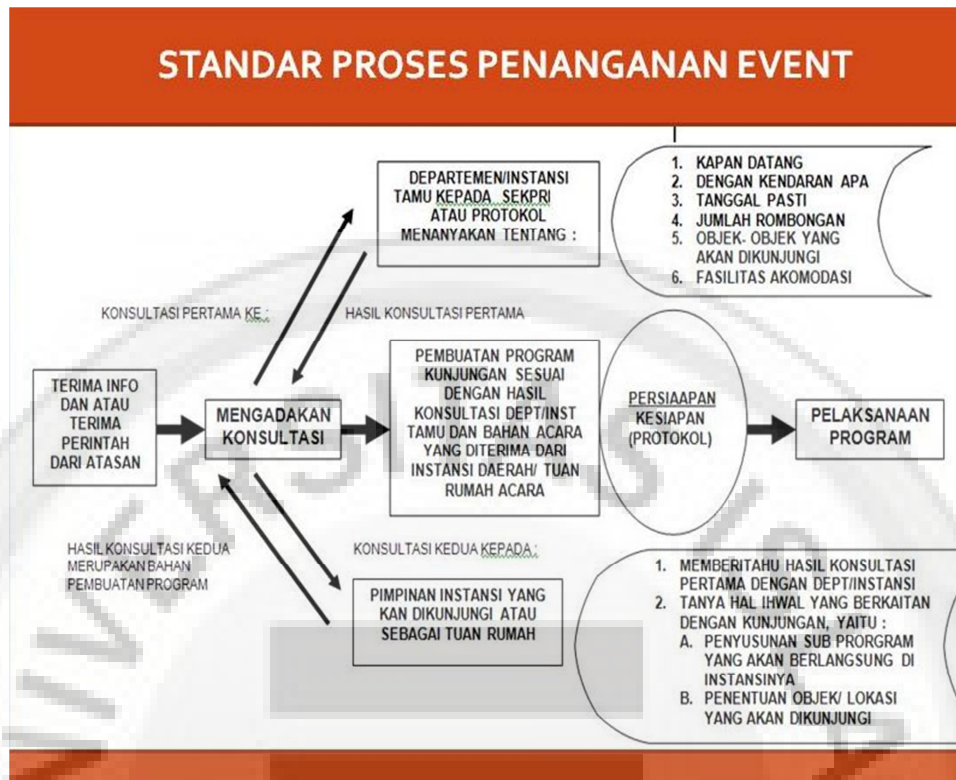 STANDAR PROSES PENANGANAN EVENT
DEPARTEMEN/INSTANSI
TAMU KEPADA SEKPRI
ATAU PROTOKOL
MENANYAKAN TENTANG :
1. KAPAN DATANG
2. DENGAN KENDARAN APA
3. TANGGAL PASTI
4. JUMLAH ROMBONGAN
5. OBJEK- OBJEK YANG
AKAN DIKUNJUNGI
6. FASILITAS AKOMODASI
KONSULTASI PERTAMA KE :
HASIL KONSULTASI PERTAMA
TERIMA INFO
DAN ATAU
TERIMA
PERINTAH
DARI ATASAN
MENGADAKAN
KONSULTASI
PEMBUATAN PROGRAM
KUNJUNGAN SESUAI
DENGAN HASIL
KONSULTASI DEPT/INST
TAMU DAN BAHAN ACARA
YANG DITERIMA DARI
INSTANSI DAERAH/ TUAN
RUMAH ACARA
PERSIAAPAN
KESIAPAN
(PROTOKOL)
PELAKSANAAN
PROGRAM
HASIL KONSULTASI KEDUA
MERUPAKAN BAHAN
PEMBUATAN PROGRAM
KONSULTASI KEDUA KEPADA :
PIMPINAN INSTANSI YANG
KAN DIKUNJUNGI ATAU
SEBAGAI TUAN RUMAH
1. MEMBERITAHU HASIL KONSULTASI
PERTAMA DENGAN DEPT/INSTANSI
2. TANYA HAL IHWAL YANG BERKAITAN
DENGAN KUNJUNGAN, YAITU :
A. PENYUSUNAN SUB PRORGRAM
YANG AKAN BERLANGSUNG DI
INSTANSINYA
B. PENENTUAN OBJEK/ LOKASI
YANG AKAN DIKUNJUNGI